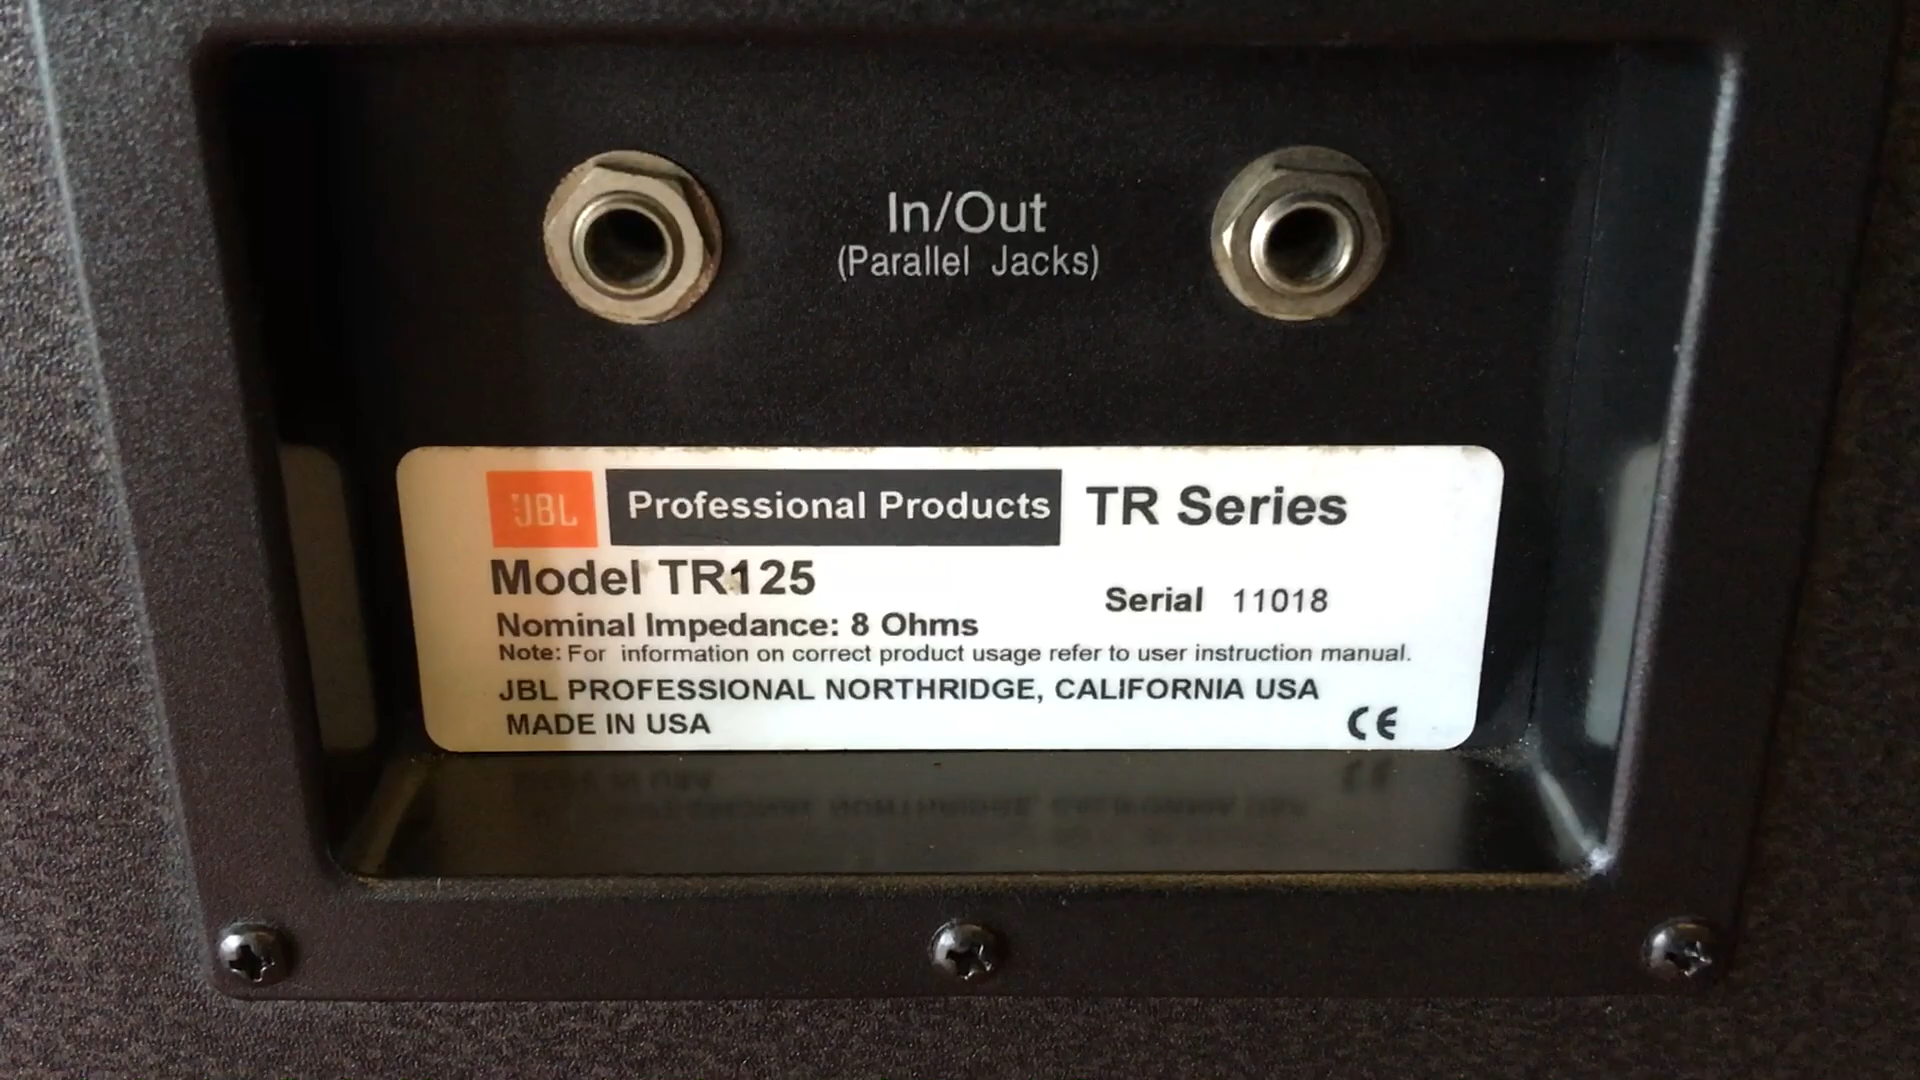 In/Out
(Parallel Jacks)
JBL Professional Products TR Series
Model TR125
Serial 11018
Nominal Impedance: 8 Ohms
Note: For information on correct product usage refer to user instruction manual.
JBL PROFESSIONAL NORTHRIDGE, CALIFORNIA USA
MADE IN USA
CE